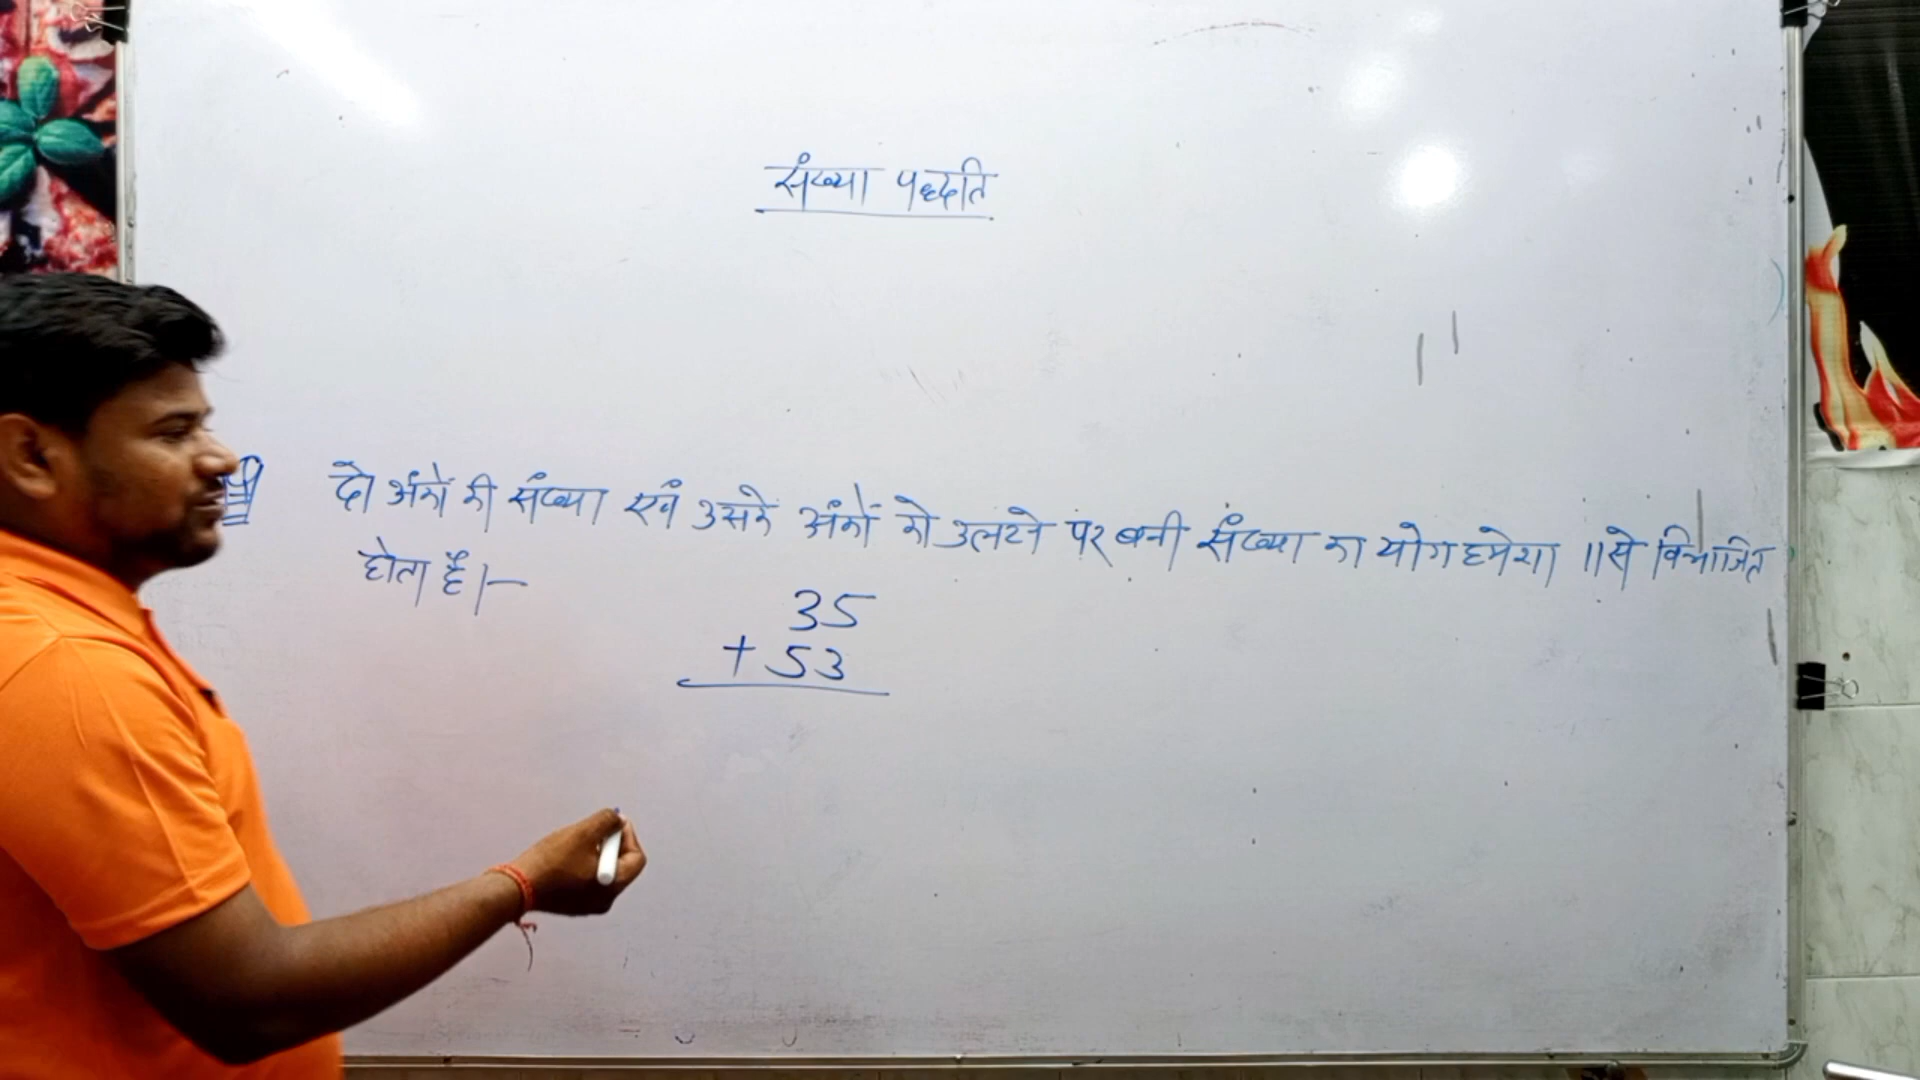 संख्या पद्धति
दो अंकों की संख्या एवं उसके अंकों को उलटने पर बनी संख्या का योग हमेशा 11 से विभाजित
होता है।-
35
+ 53